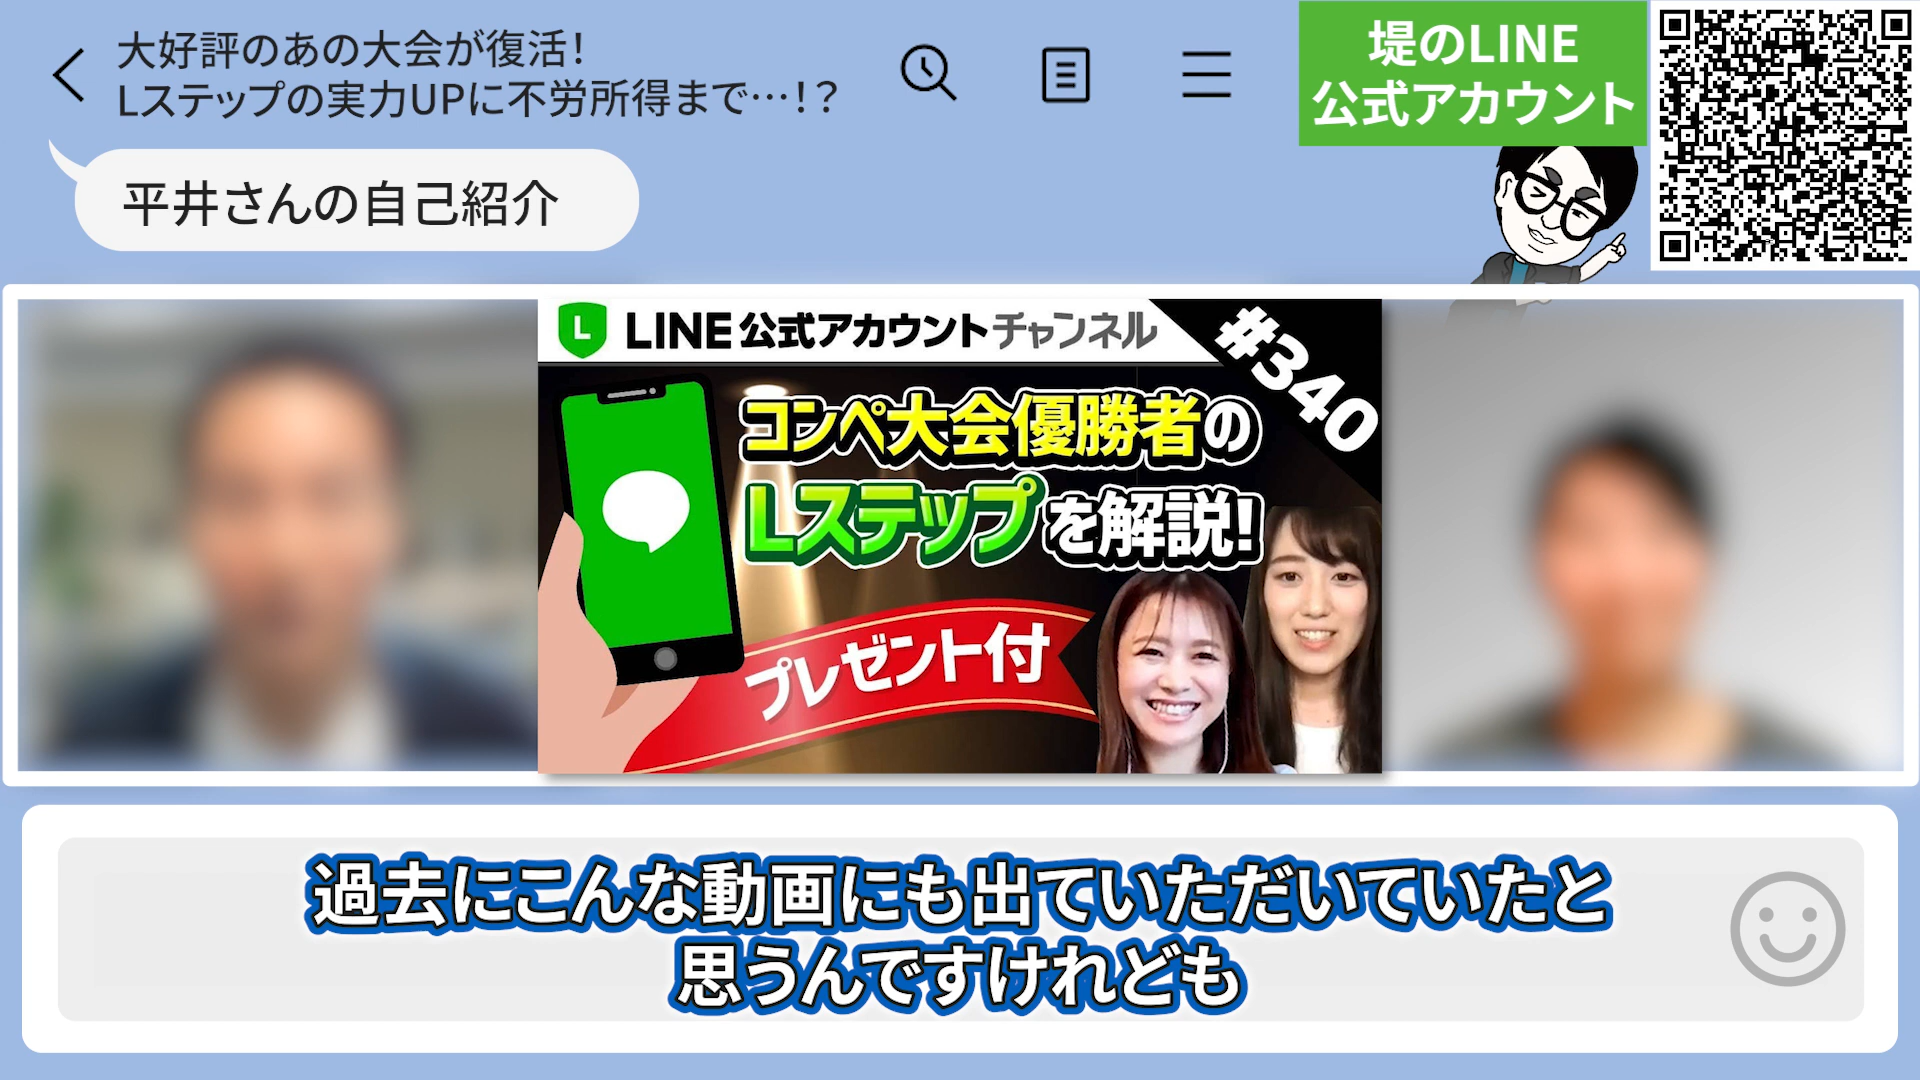 大好評のあの大会が復活！
Lステップの実力UPに不労所得まで…！？
堤のLINE
公式アカウント
平井さんの自己紹介
L LINE公式アカウントチャンネル
#340
コンペ大会優勝者の
Lステップを解説！
プレゼント付
過去にこんな動画にも出ていただいていたと
思うんですけれども